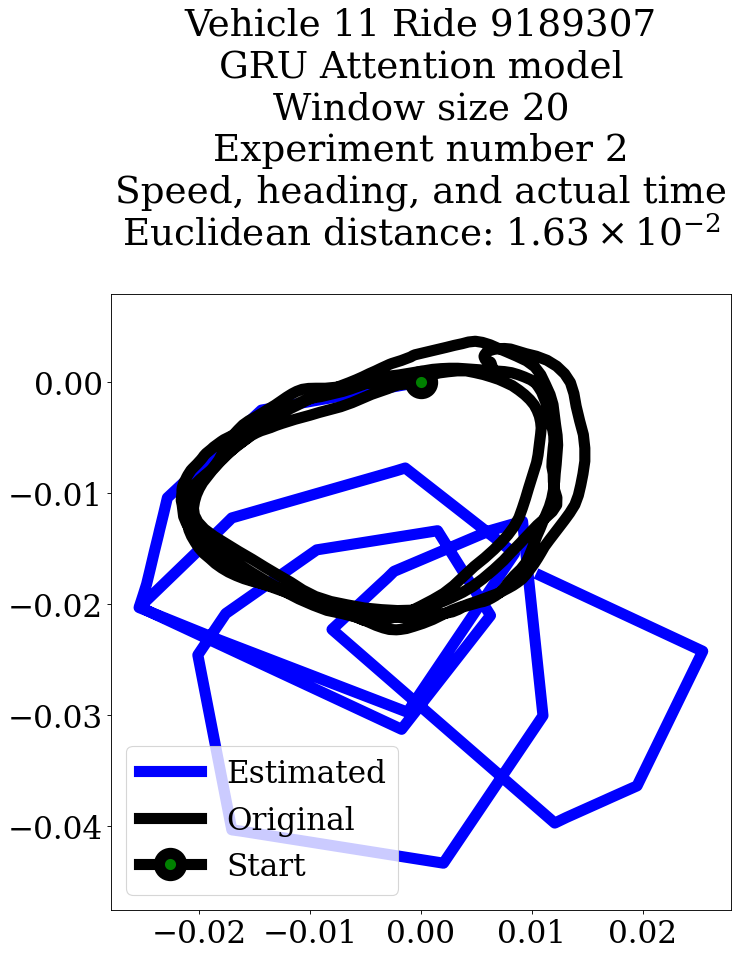 Vehicle 11 Ride 9189307
GRU Attention model
Window size 20
Experiment number 2
Speed, heading, and actual time
Euclidean distance: 1.63 × 10⁻²
0.00
−0.01
−0.02
−0.03
−0.04
Estimated
Original
Start
−0.02 −0.01 0.00 0.01 0.02